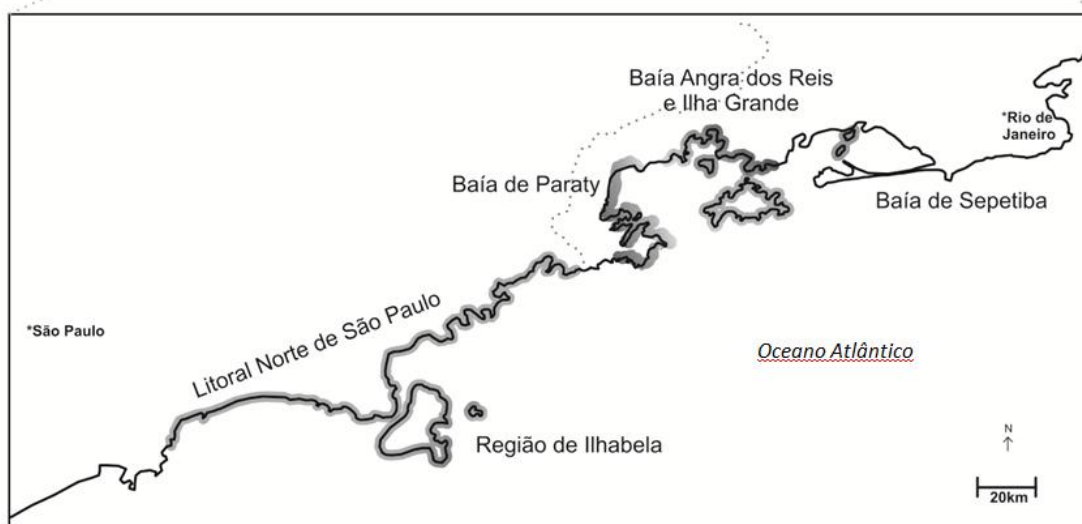 Baía Angra dos Reis
e Ilha Grande
*Rio de
Janeiro
Baía de Paraty
Baía de Sepetiba
Litoral Norte de São Paulo
*São Paulo
Oceano Atlântico
Região de Ilhabela
N
20km